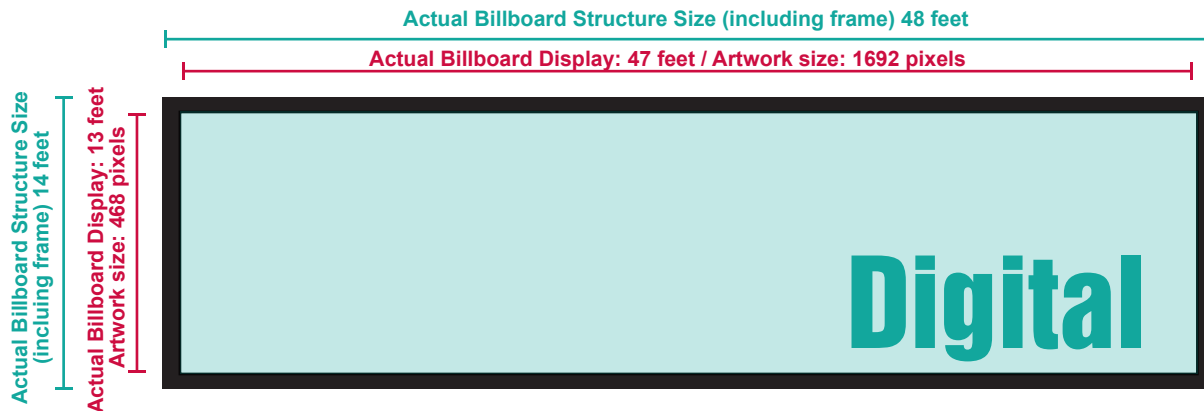 Actual Billboard Structure Size (including frame) 48 feet
Actual Billboard Display: 47 feet / Artwork size: 1692 pixels
Actual Billboard Structure Size
(incluing frame) 14 feet
Actual Billboard Display: 13 feet
Artwork size: 468 pixels
Digital